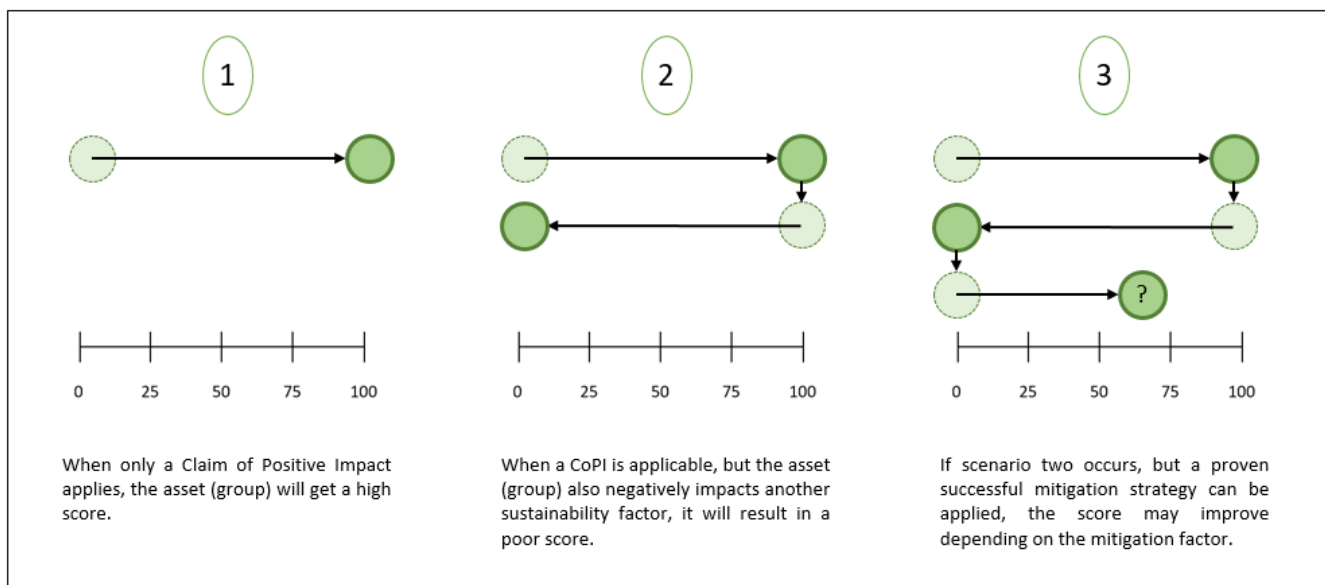 1
2
3
?
0 25 50 75 100
0 25 50 75 100
0 25 50 75 100
When only a Claim of Positive Impact
applies, the asset (group) will get a high
score.
When a CoPI is applicable, but the asset
(group) also negatively impacts another
sustainability factor, it will result in a
poor score.
If scenario two occurs, but a proven
successful mitigation strategy can be
applied, the score may improve
depending on the mitigation factor.